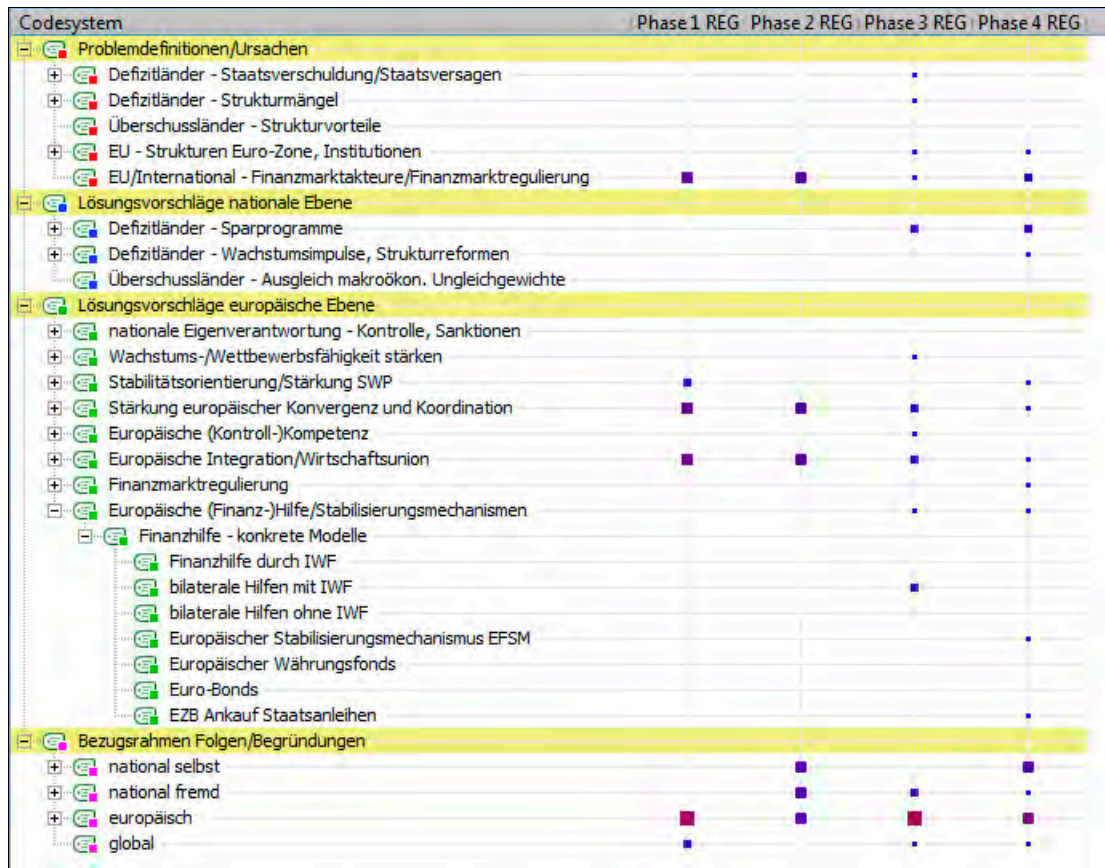 Codesystem Phase 1 REG Phase 2 REG Phase 3 REG Phase 4 REG
Problemdefinitionen/Ursachen
Defizitländer - Staatsverschuldung/Staatsversagen
Defizitländer - Strukturmängel
Überschussländer - Strukturvorteile
EU - Strukturen Euro-Zone, Institutionen
EU/International - Finanzmarktakteure/Finanzmarktregulierung
Lösungsvorschläge nationale Ebene
Defizitländer - Sparprogramme
Defizitländer - Wachstumsimpulse, Strukturreformen
Überschussländer - Ausgleich makroökon. Ungleichgewichte
Lösungsvorschläge europäische Ebene
nationale Eigenverantwortung - Kontrolle, Sanktionen
Wachstums-/Wettbewerbsfähigkeit stärken
Stabilitätsorientierung/Stärkung SWP
Stärkung europäischer Konvergenz und Koordination
Europäische (Kontroll-)Kompetenz
Europäische Integration/Wirtschaftsunion
Finanzmarktregulierung
Europäische (Finanz-)Hilfe/Stabilisierungsmechanismen
Finanzhilfe - konkrete Modelle
Finanzhilfe durch IWF
bilaterale Hilfen mit IWF
bilaterale Hilfen ohne IWF
Europäischer Stabilisierungsmechanismus EFSM
Europäischer Währungsfonds
Euro-Bonds
EZB Ankauf Staatsanleihen
Bezugsrahmen Folgen/Begründungen
national selbst
national fremd
europäisch
global